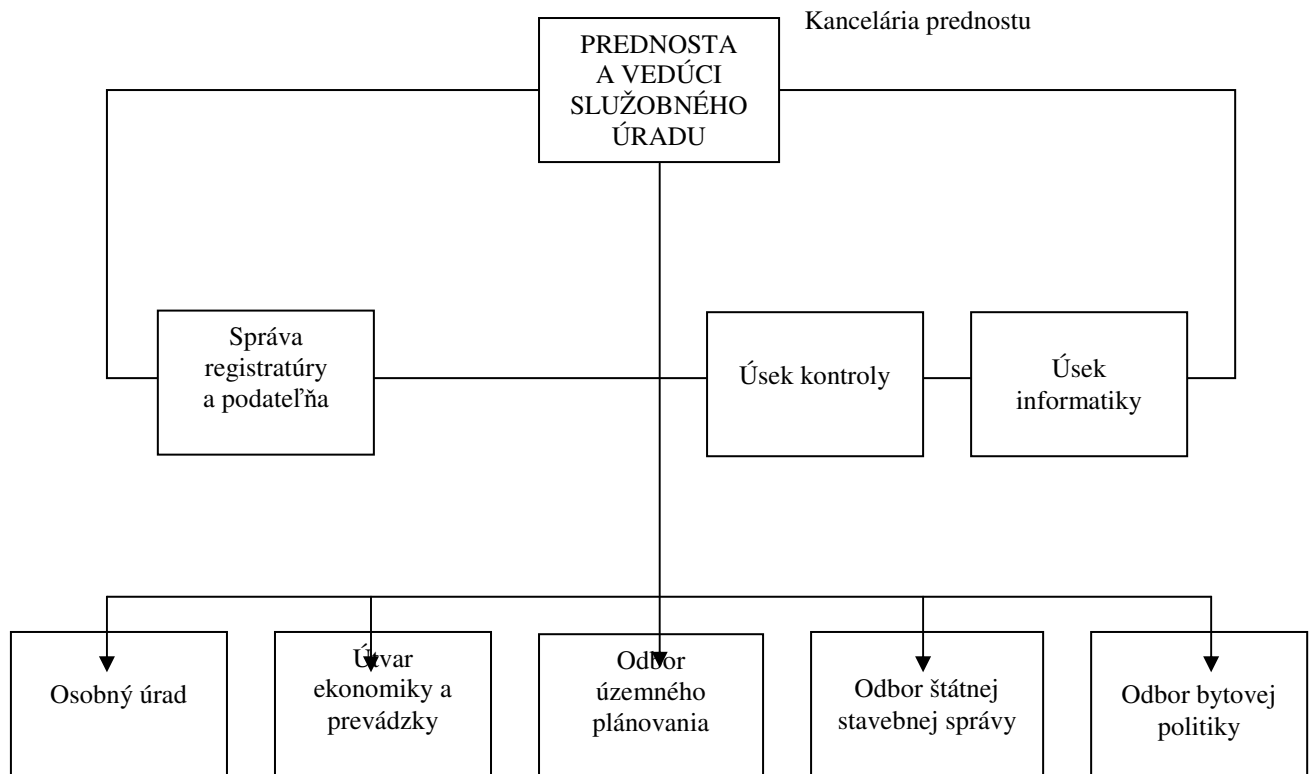 Kancelária prednostu
PREDNOSTA
A VEDÚCI
SLUŽOBNÉHO
ÚRADU
Správa
registratúry
a podateľňa
Úsek kontroly
Úsek
informatiky
Osobný úrad
Útvar
ekonomiky a
prevádzky
Odbor
územného
plánovania
Odbor štátnej
stavebnej správy
Odbor bytovej
politiky